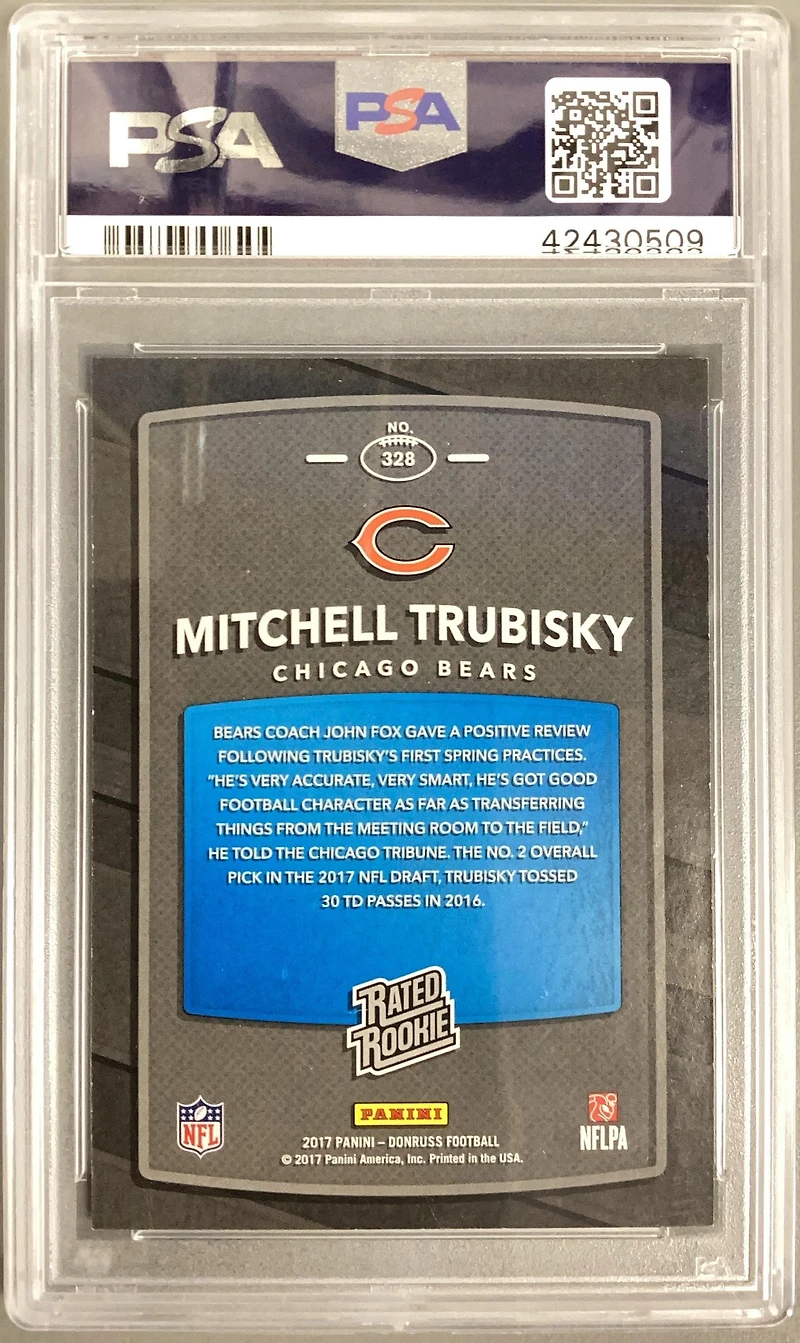 PSA
PSA
42430509
NO.
328
MITCHELL TRUBISKY
CHICAGO BEARS
BEARS COACH JOHN FOX GAVE A POSITIVE REVIEW
FOLLOWING TRUBISKY'S FIRST SPRING PRACTICES.
"HE'S VERY ACCURATE, VERY SMART, HE'S GOT GOOD
FOOTBALL CHARACTER AS FAR AS TRANSFERRING
THINGS FROM THE MEETING ROOM TO THE FIELD,"
HE TOLD THE CHICAGO TRIBUNE. THE NO. 2 OVERALL
PICK IN THE 2017 NFL DRAFT, TRUBISKY TOSSED
30 TD PASSES IN 2016.
RATED
ROOKIE
NFL
PANINI
NFLPA
2017 PANINI – DONRUSS FOOTBALL
© 2017 Panini America, Inc. Printed in the USA.